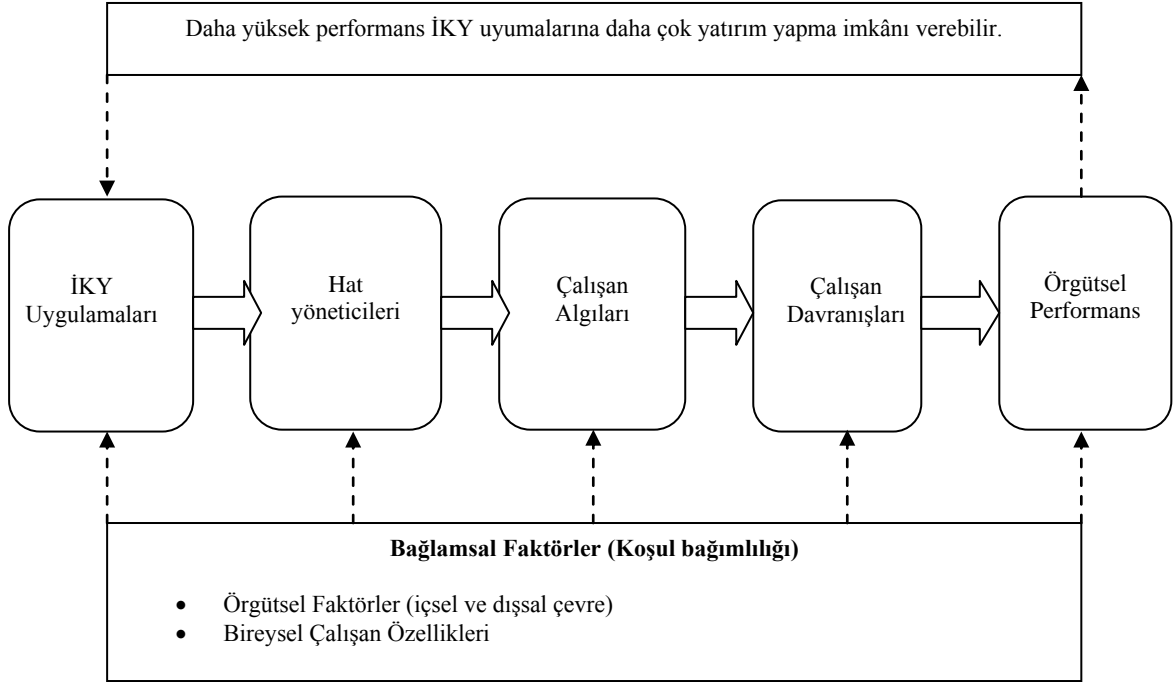 Daha yüksek performans İKY uyumalarına daha çok yatırım yapma imkânı verebilir.
İKY
Uygulamaları
Hat
yöneticileri
Çalışan
Algıları
Çalışan
Davranışları
Örgütsel
Performans
Bağlamsal Faktörler (Koşul bağımlılığı)
• Örgütsel Faktörler (içsel ve dışsal çevre)
• Bireysel Çalışan Özellikleri